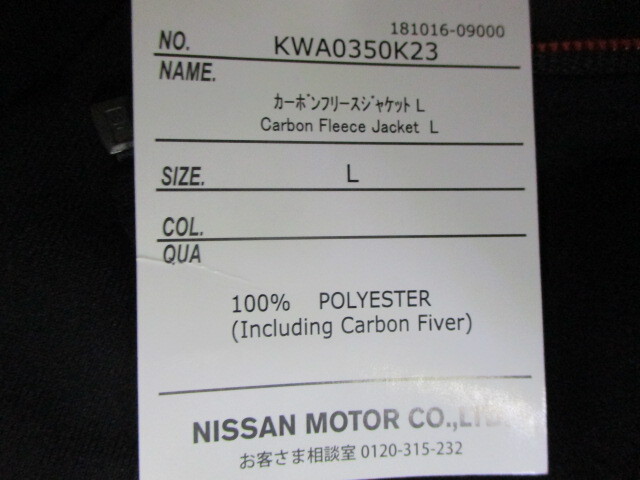 181016-09000
NO. KWA0350K23
NAME.
ｶｰﾎﾞﾝﾌﾘｰｽｼﾞｬｹｯﾄ L
Carbon Fleece Jacket L
SIZE. L
COL.
QUA
100% POLYESTER
(Including Carbon Fiver)
NISSAN MOTOR CO.,LTD.
お客さま相談室 0120-315-232